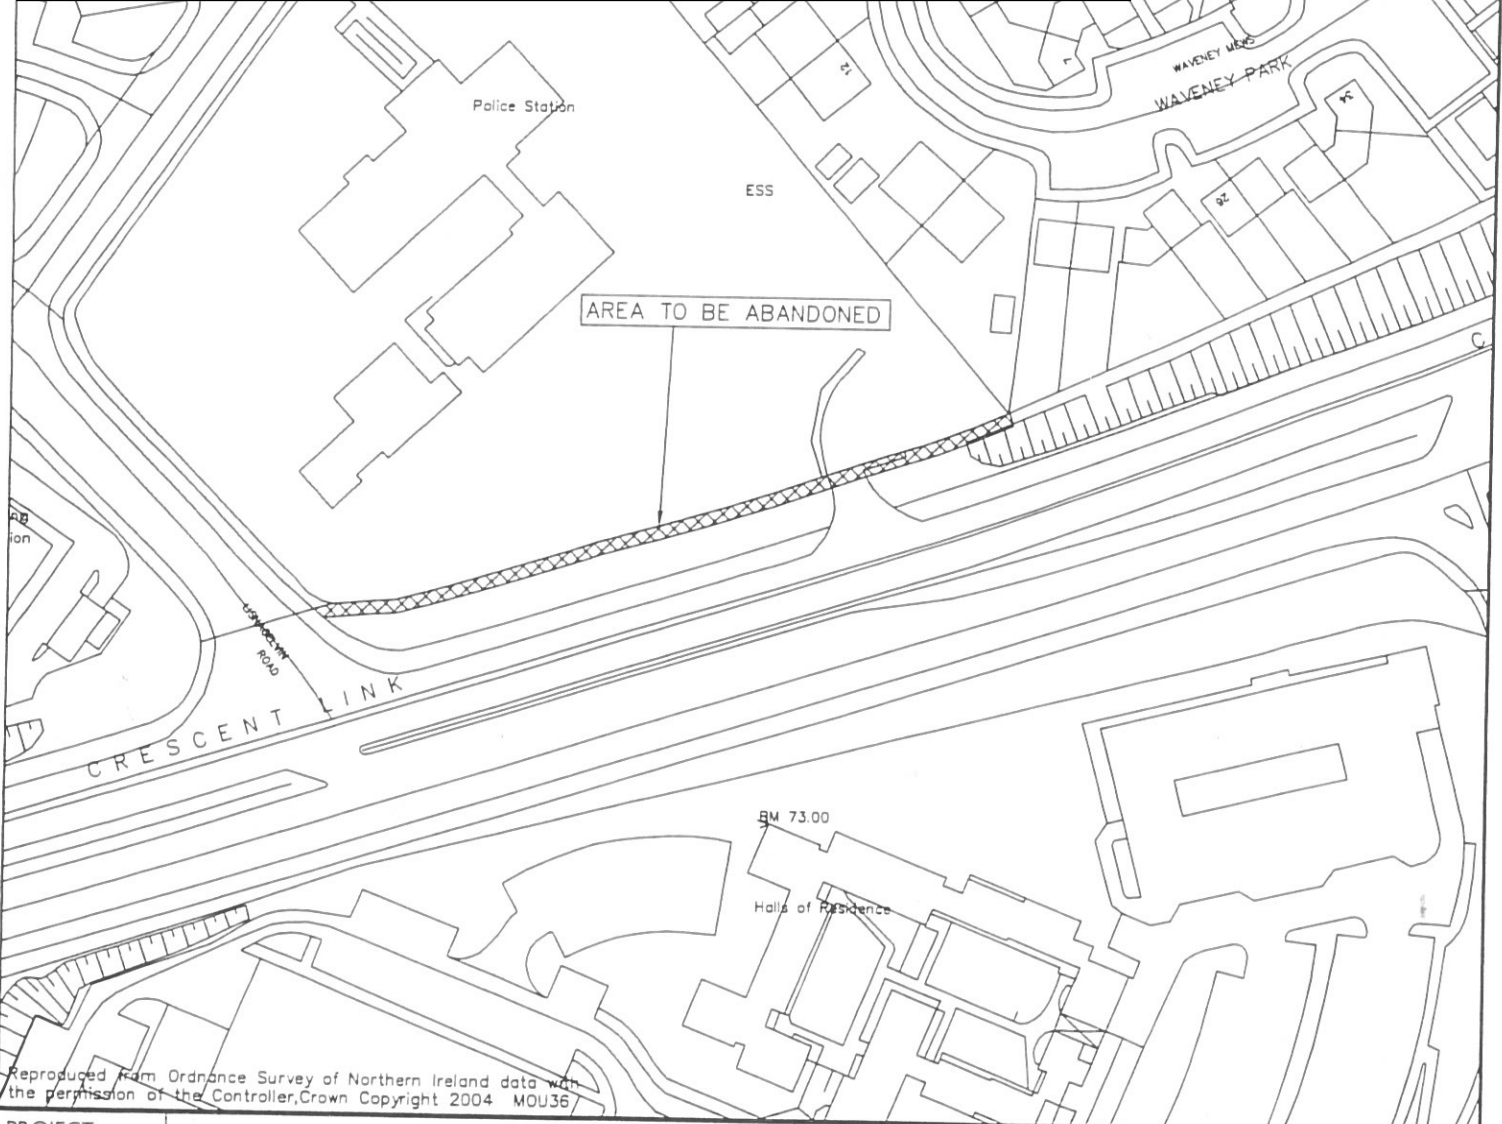 Police Station
12
WAVENEY MEWS
WAVENEY PARK
34
ESS
26
AREA TO BE ABANDONED
C
ion
ROAD
CRESCENT LINK
BM 73.00
Halls of Residence
Reproduced from Ordnance Survey of Northern Ireland data with
the permission of the Controller,Crown Copyright 2004 MOU36
PROJECT